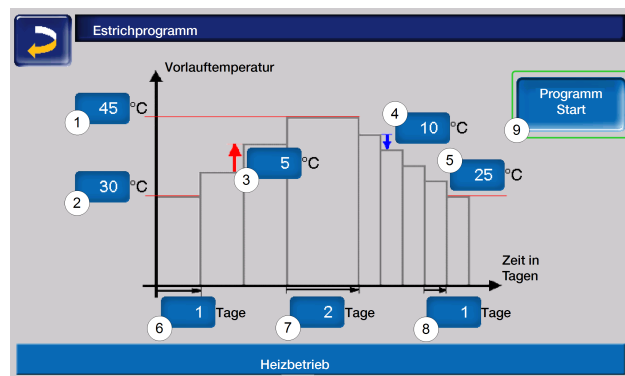 Estrichprogramm
Vorlauftemperatur
1 45 °C
4 10 °C
Programm
Start
9
2 30 °C
3 5 °C
5 25 °C
Zeit in
Tagen
6 1 Tage
7 2 Tage
8 1 Tage
Heizbetrieb